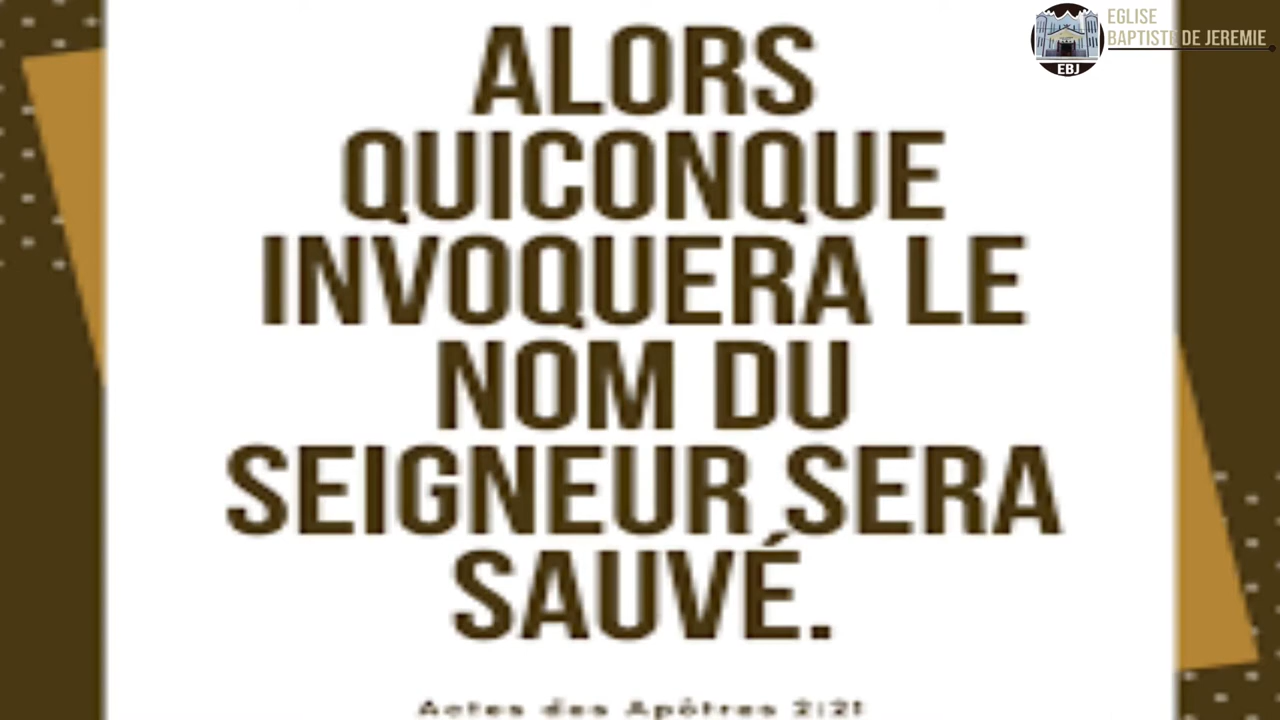 EGLISE
BAPTISTE DE JEREMIE
EBJ
ALORS
QUICONQUE
INVOQUERA LE
NOM DU
SEIGNEUR SERA
SAUVÉ.
Actes des Apôtres 2:21